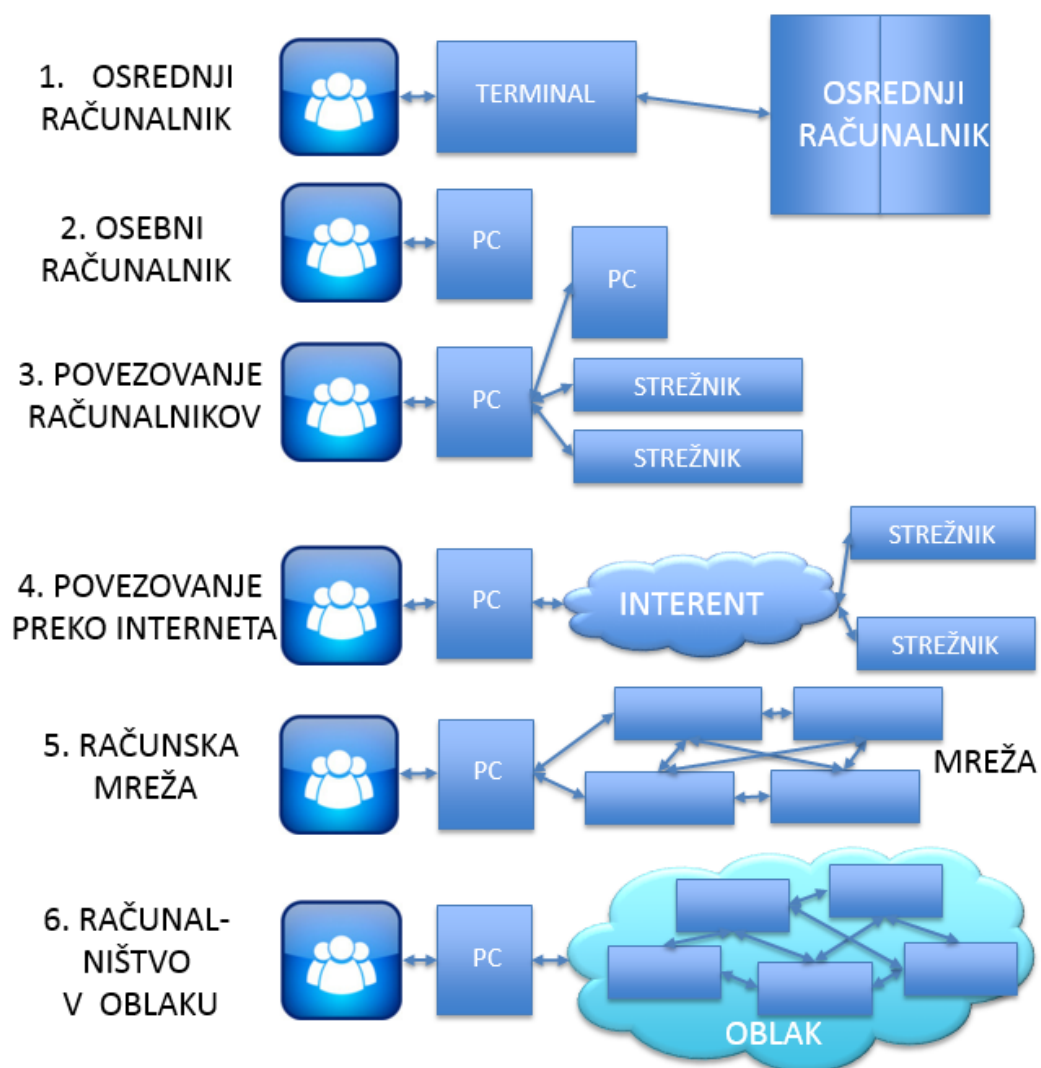 1. OSREDNJI
RAČUNALNIK
TERMINAL
OSREDNJI
RAČUNALNIK
2. OSEBNI
RAČUNALNIK
PC
PC
3. POVEZOVANJE
RAČUNALNIKOV
PC
STREŽNIK
STREŽNIK
4. POVEZOVANJE
PREKO INTERNETA
PC
INTERENT
STREŽNIK
STREŽNIK
5. RAČUNSKA
MREŽA
PC
MREŽA
6. RAČUNAL-
NIŠTVO
V OBLAKU
PC
OBLAK